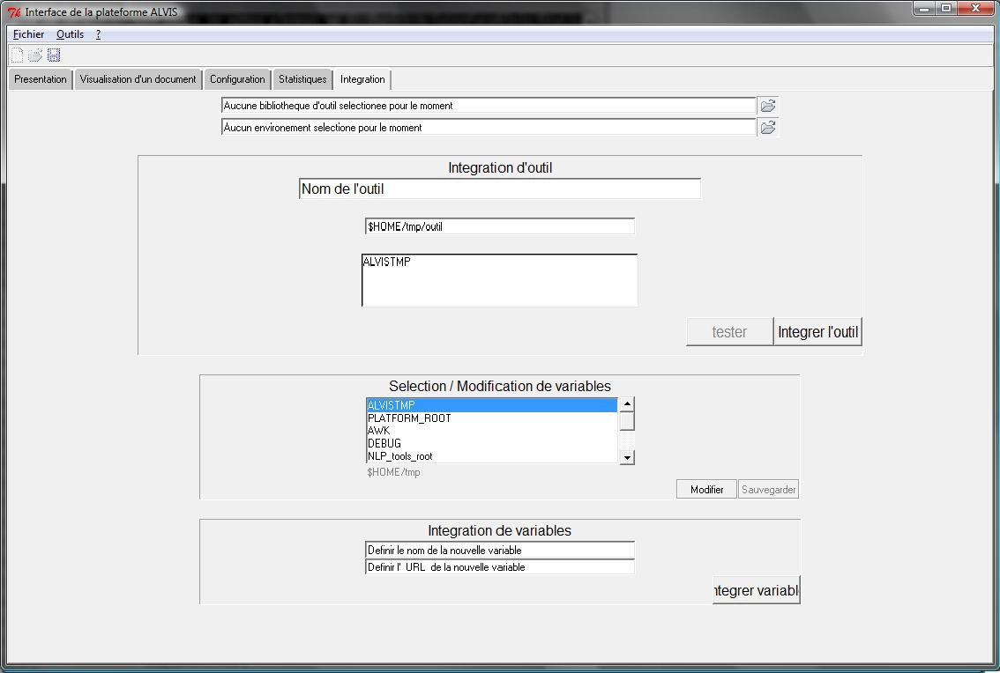 Interface de la plateforme ALVIS
Fichier Outils ?
Presentation Visualisation d'un document Configuration Statistiques Integration
Aucune bibliotheque d'outil selectionee pour le moment
Aucun environement selectione pour le moment
Integration d'outil
Nom de l'outil
$HOME/tmp/outil
ALVISTMP
tester Integrer l'outil
Selection / Modification de variables
ALVISTMP
PLATFORM_ROOT
AWK
DEBUG
NLP_tools_root
$HOME/tmp
Modifier Sauvegarder
Integration de variables
Definir le nom de la nouvelle variable
Definir l' URL de la nouvelle variable
ntegrer variabl